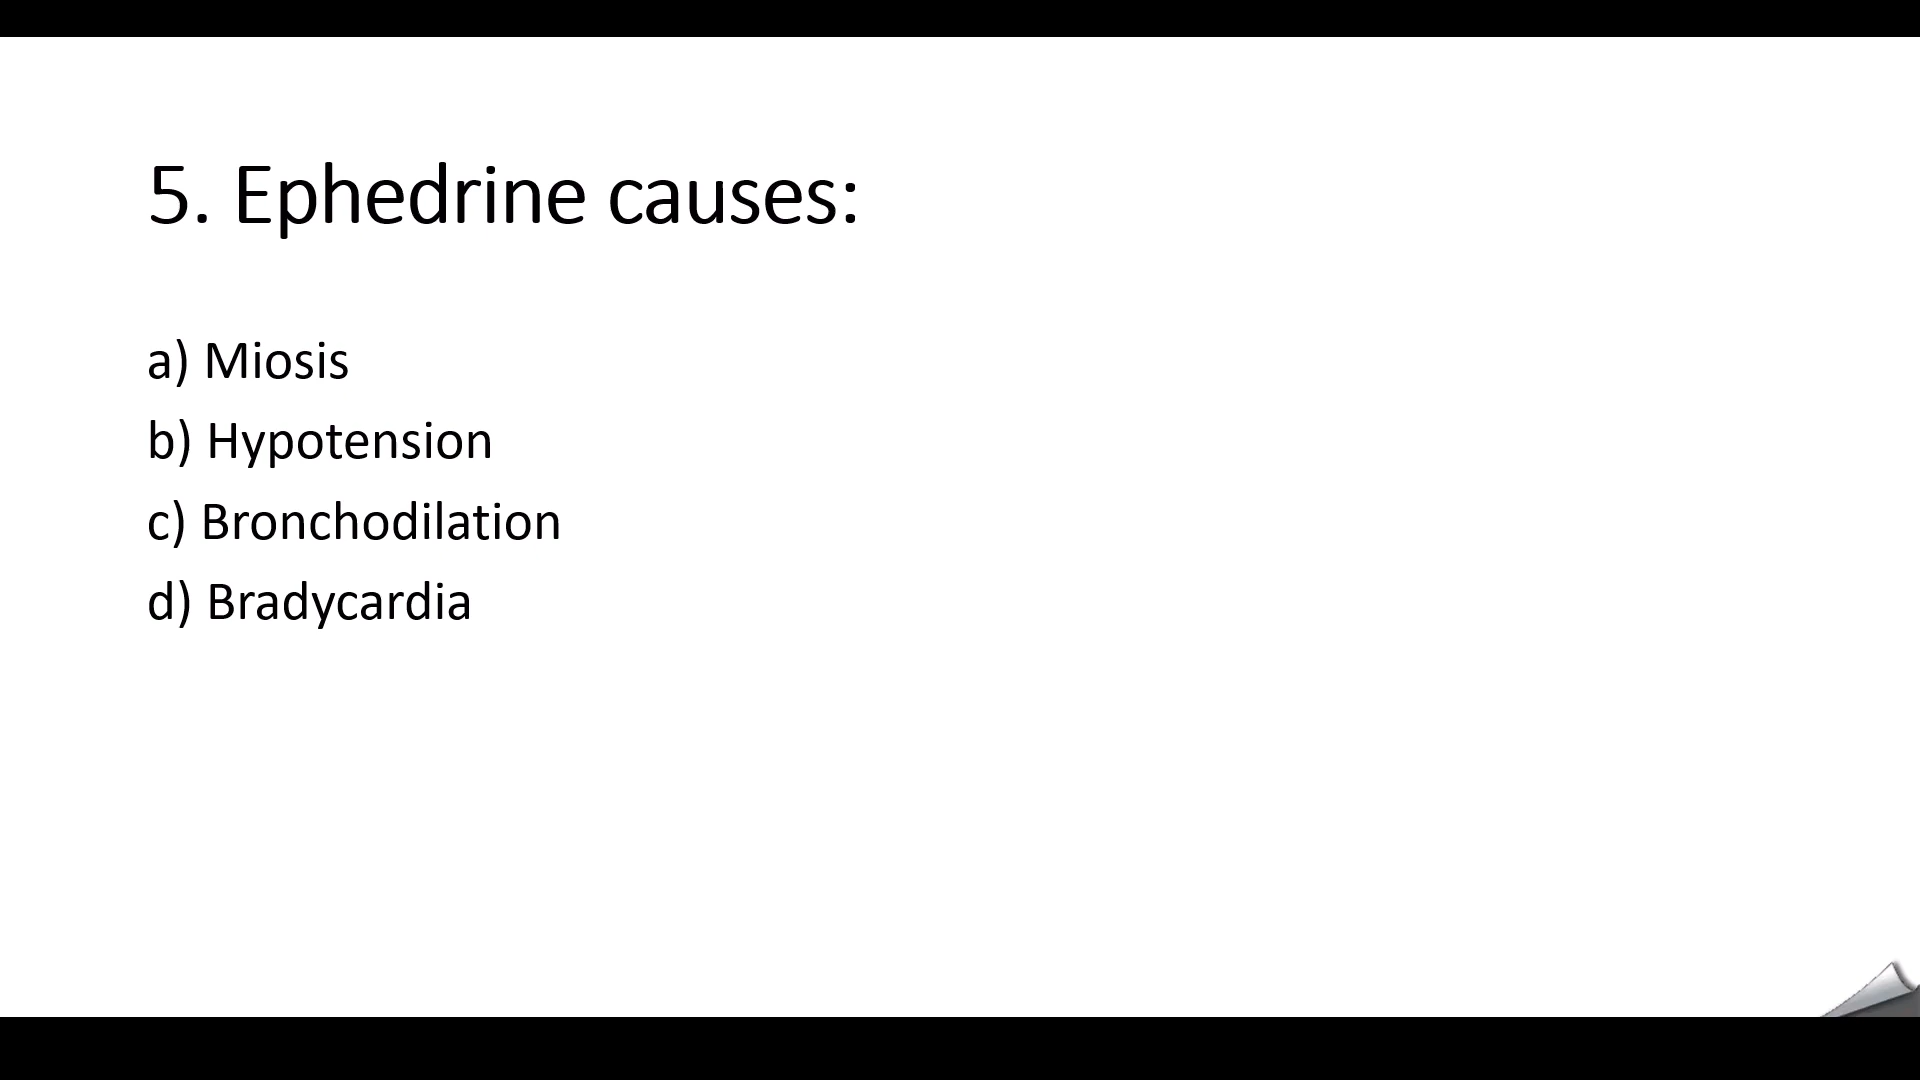 5. Ephedrine causes:
a) Miosis
b) Hypotension
c) Bronchodilation
d) Bradycardia